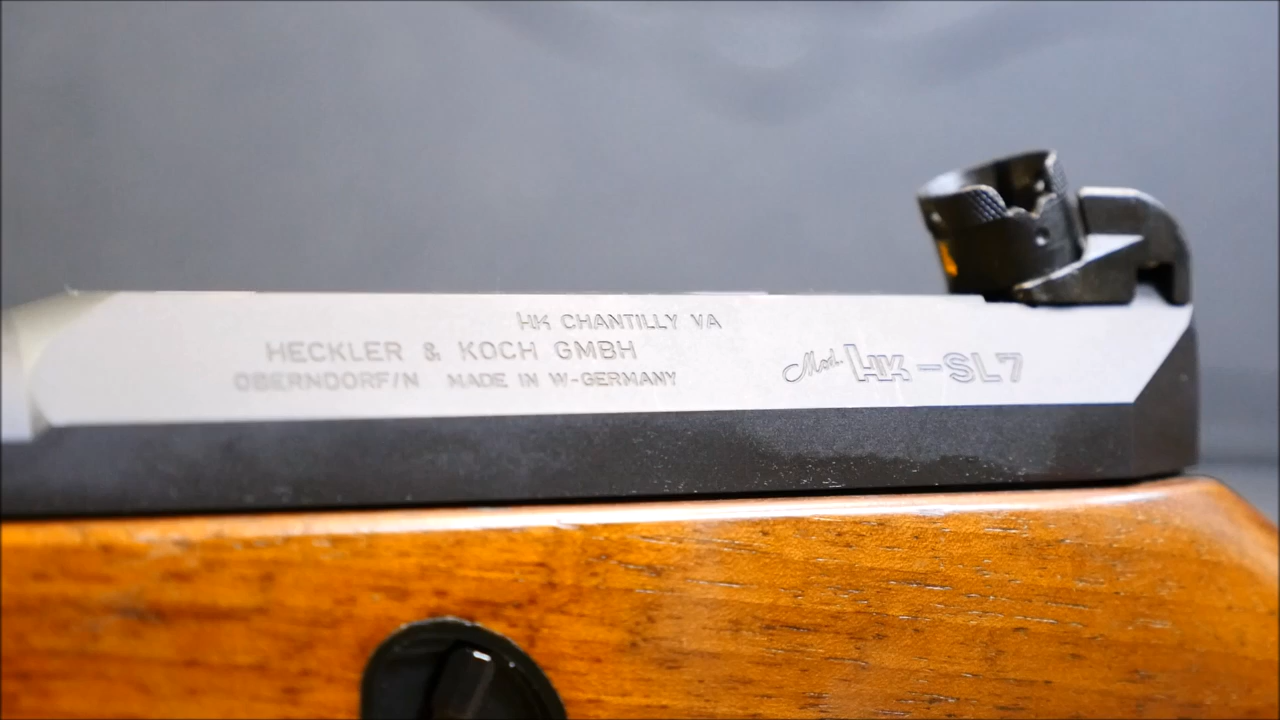 HK CHANTILLY VA
HECKLER & KOCH GMBH
OBERNDORF/N MADE IN W-GERMANY
Mod. HK-SL7